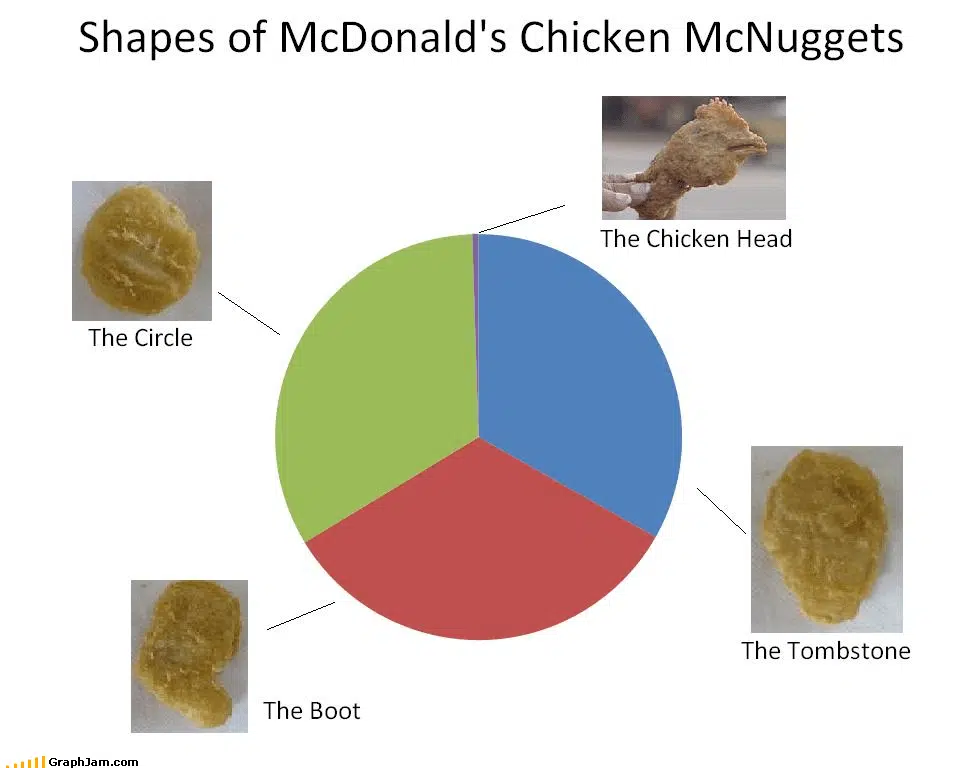 Shapes of McDonald's Chicken McNuggets
The Chicken Head
The Circle
The Tombstone
The Boot
GraphJam.com